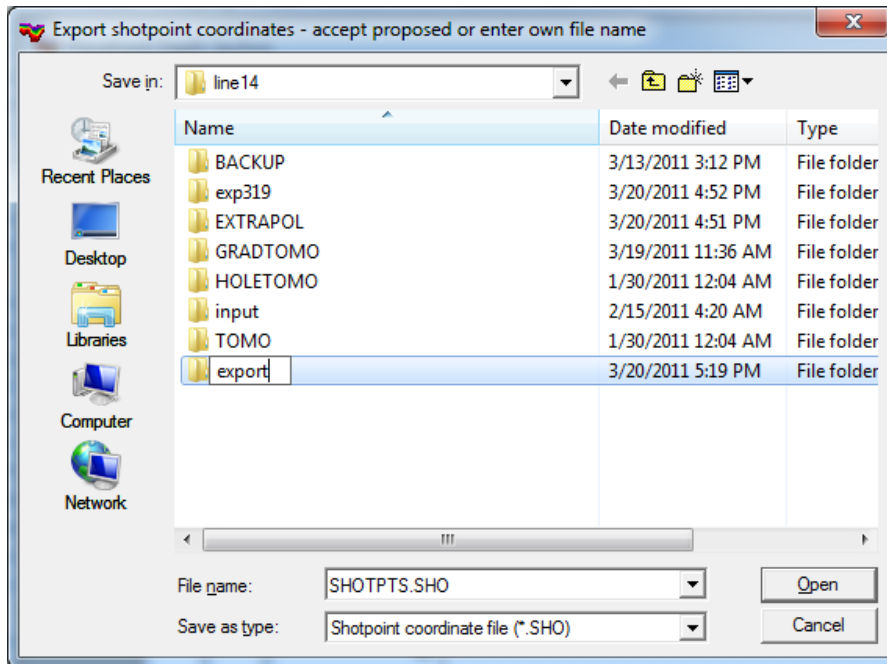 Export shotpoint coordinates - accept proposed or enter own file name
Save in: line14
Name Date modified Type
BACKUP 3/13/2011 3:12 PM File folder
exp319 3/20/2011 4:52 PM File folder
EXTRAPOL 3/20/2011 4:51 PM File folder
GRADTOMO 3/19/2011 11:36 AM File folder
HOLETOMO 1/30/2011 12:04 AM File folder
input 2/15/2011 4:20 AM File folder
TOMO 1/30/2011 12:04 AM File folder
export 3/20/2011 5:19 PM File folder
Recent Places
Desktop
Libraries
Computer
Network
File name: SHOTPTS.SHO Open
Save as type: Shotpoint coordinate file (*.SHO) Cancel